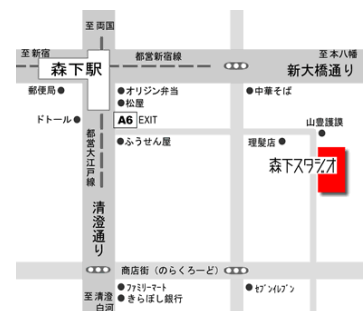 至両国
至新宿
都営新宿線
至本八幡
森下駅
新大橋通り
郵便局
オリジン弁当
松屋
中華そば
ドトール
A6 EXIT
山豊護謨
ふうせん屋
理髪店
都営大江戸線
森下スタジオ
清澄通り
商店街（のらくろーど）
至清澄白河
ファミリーマート
きらぼし銀行
セブンイレブン